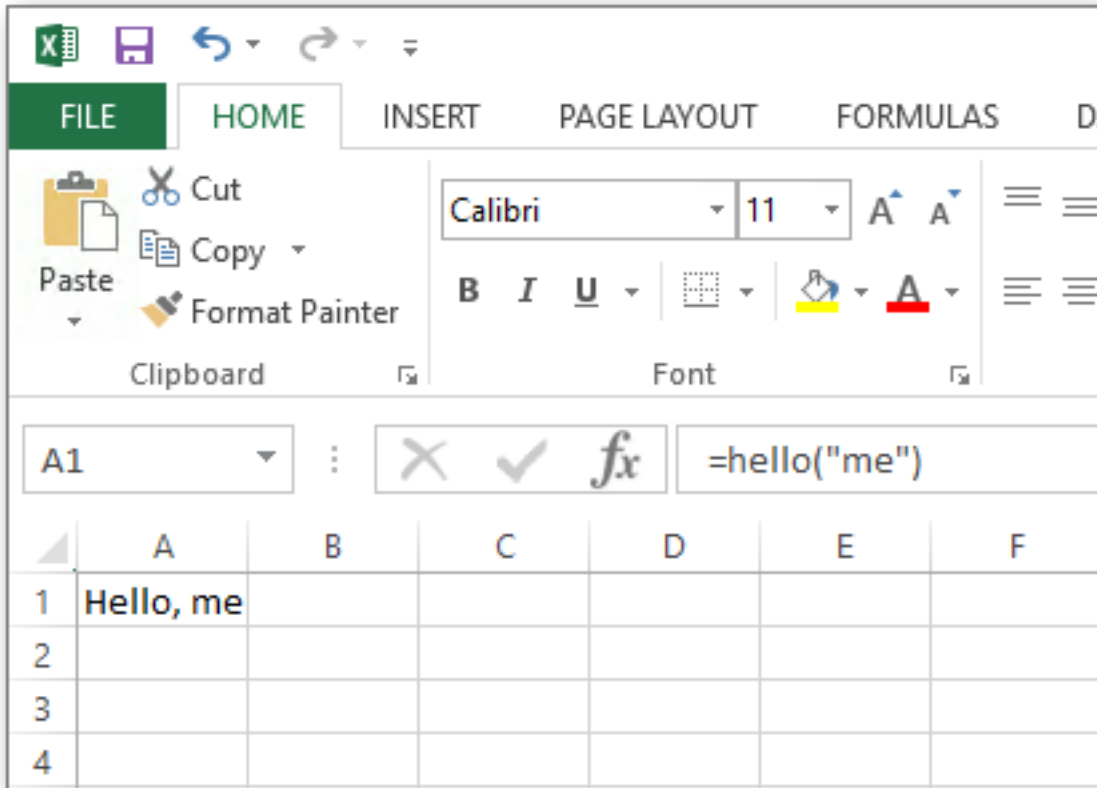 FILE HOME INSERT PAGE LAYOUT FORMULAS D
Cut
Calibri 11
Copy
Paste
B I U A
Format Painter
Clipboard Font
A1 fx =hello("me")
A B C D E F
1 Hello, me
2
3
4